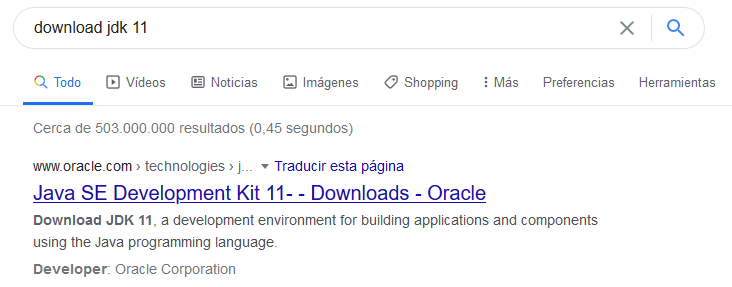 download jdk 11
Todo Vídeos Noticias Imágenes Shopping Más Preferencias Herramientas
Cerca de 503.000.000 resultados (0,45 segundos)
www.oracle.com › technologies › j... Traducir esta página
Java SE Development Kit 11- - Downloads - Oracle
Download JDK 11, a development environment for building applications and components
using the Java programming language.
Developer: Oracle Corporation